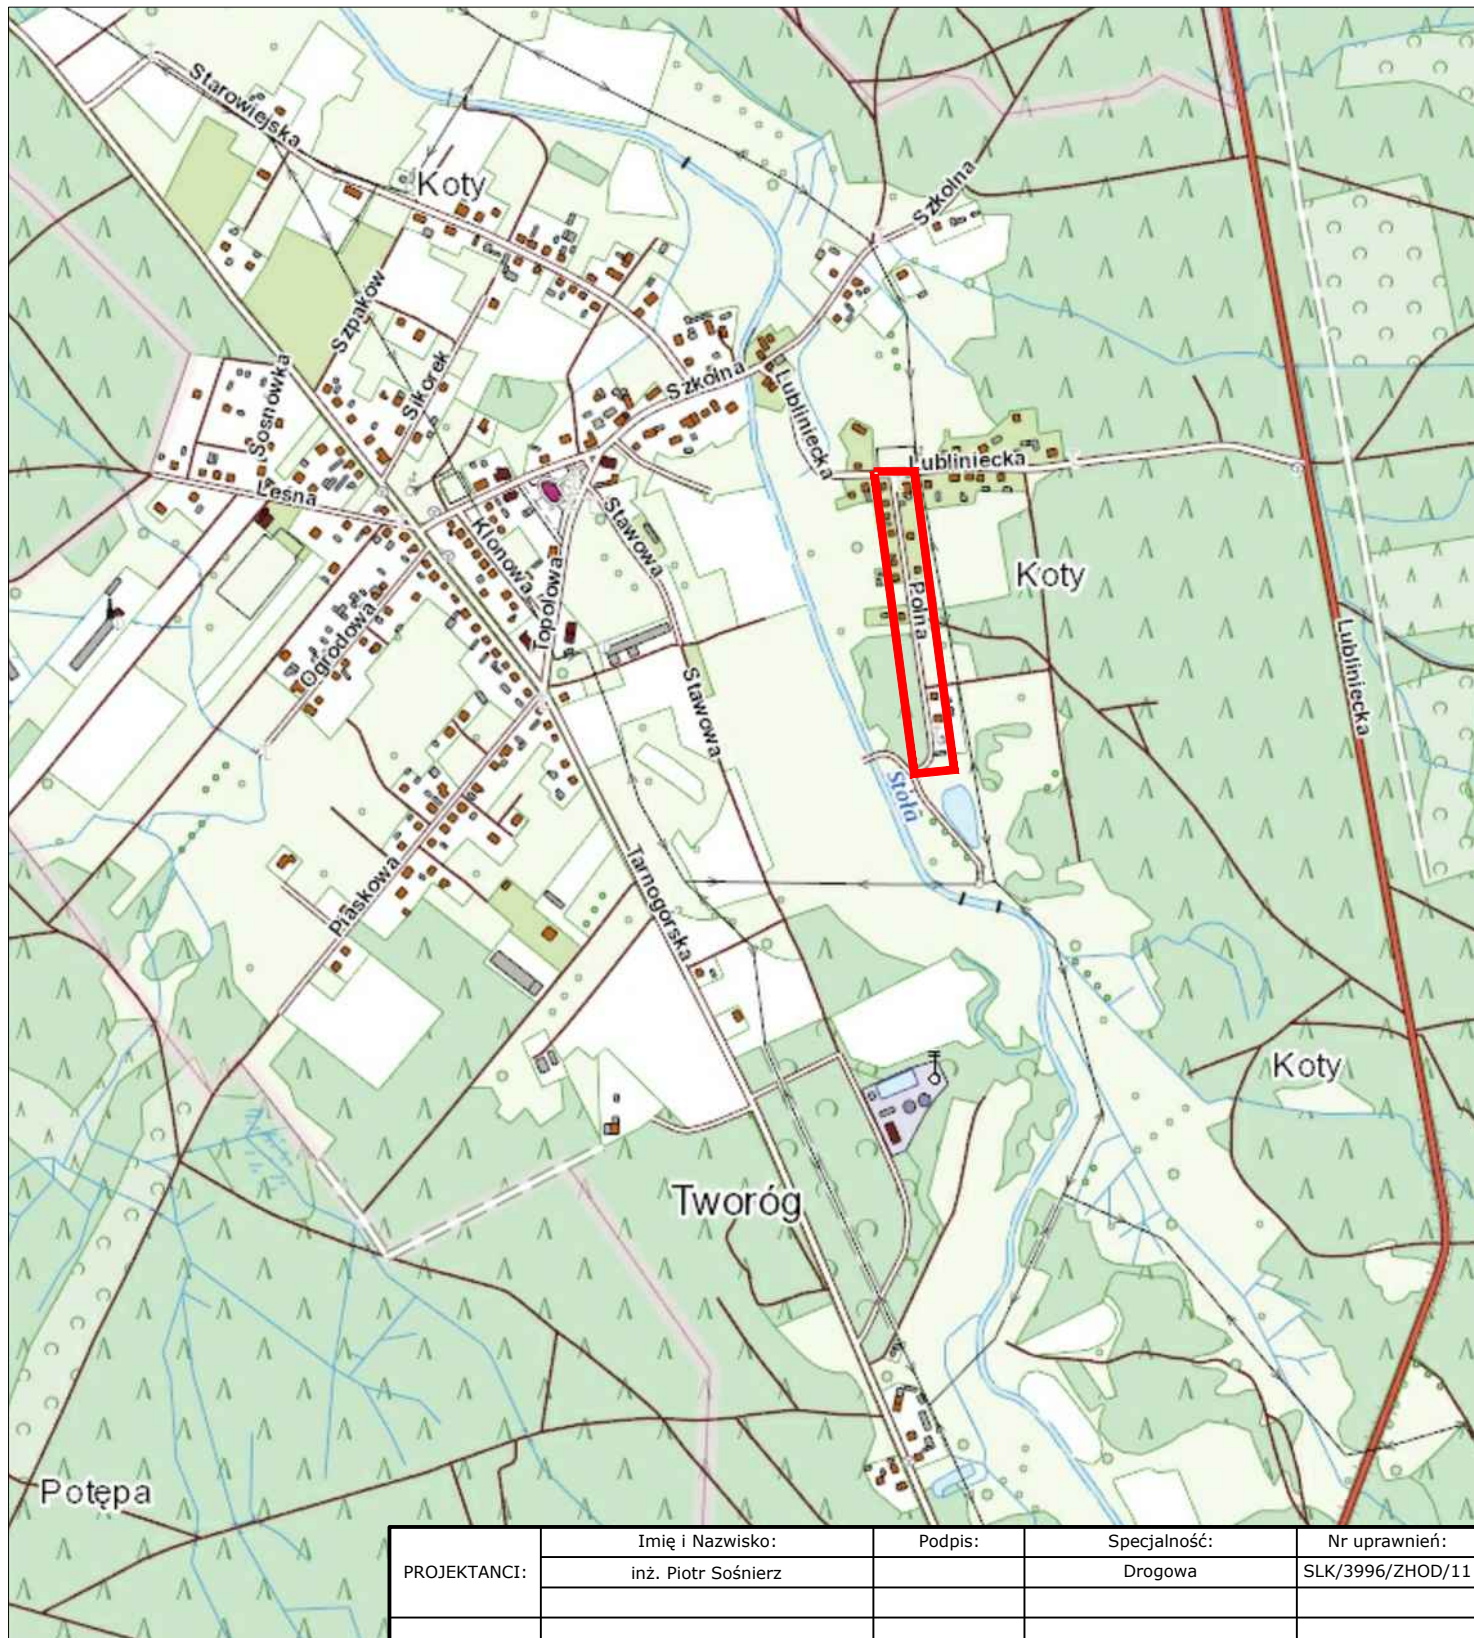 Starowiejska
Koty
Szkolna
Szpaków
Sikorek
Sosnówka
Szkolna
Lubliniecka
Lubliniecka
Leśna
Klonowa
Stawowa
Topolowa
Koty
Polna
Ogrodowa
Lubliniecka
Stawowa
Stoła
Piaskowa
Tarnogórska
Koty
Tworóg
Potępa
PROJEKTANCI:
Imię i Nazwisko: Podpis: Specjalność: Nr uprawnień:
inż. Piotr Sośnierz Drogowa SLK/3996/ZHOD/11